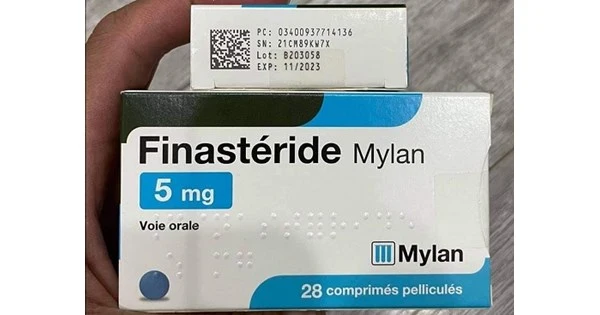 PC: 03400937714136
SN: 21CM89KW7X
Lot: B203058
EXP: 11/2023
Finastéride Mylan
5 mg
Voie orale
Mylan
28 comprimés pelliculés